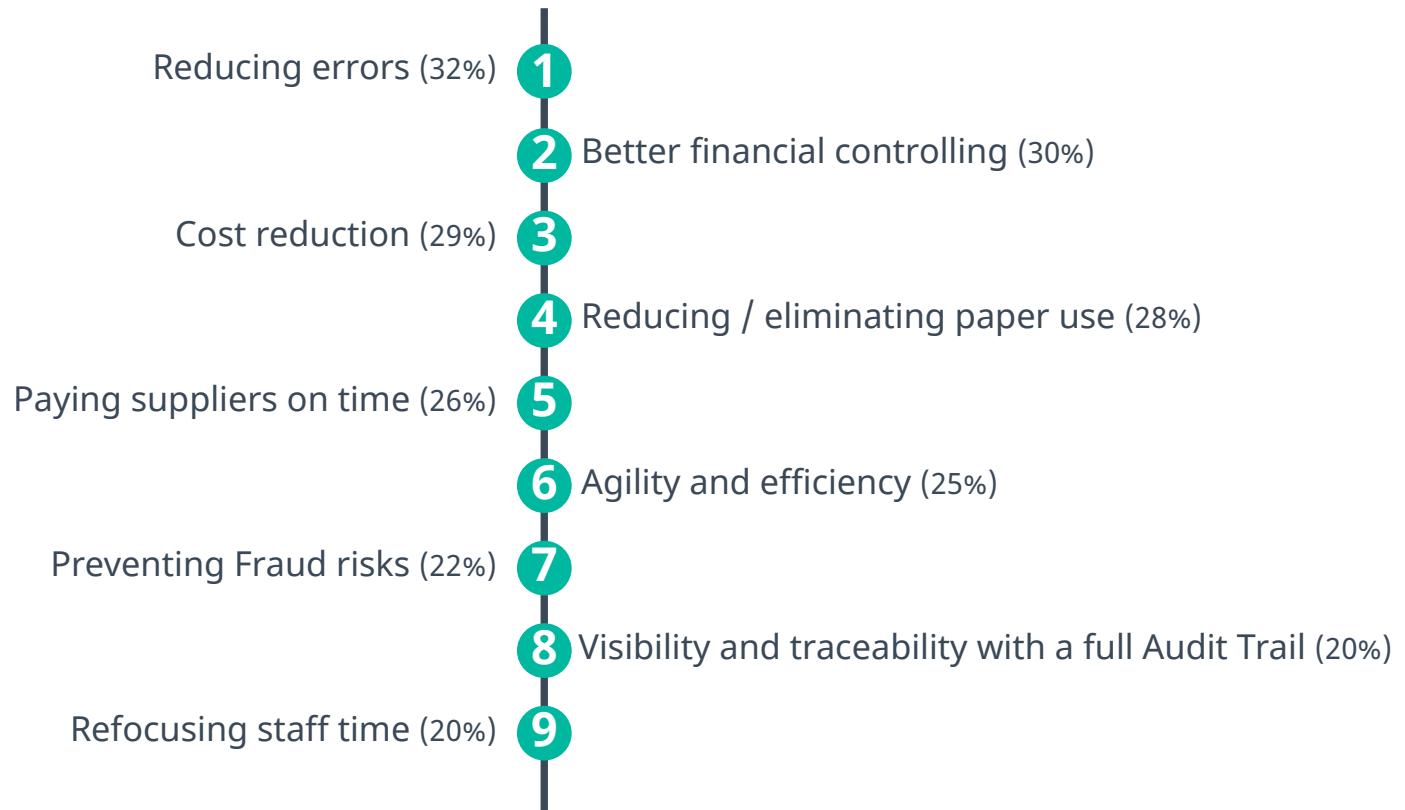 Reducing errors (32%) 1
2 Better financial controlling (30%)
Cost reduction (29%) 3
4 Reducing / eliminating paper use (28%)
Paying suppliers on time (26%) 5
6 Agility and efficiency (25%)
Preventing Fraud risks (22%) 7
8 Visibility and traceability with a full Audit Trail (20%)
Refocusing staff time (20%) 9